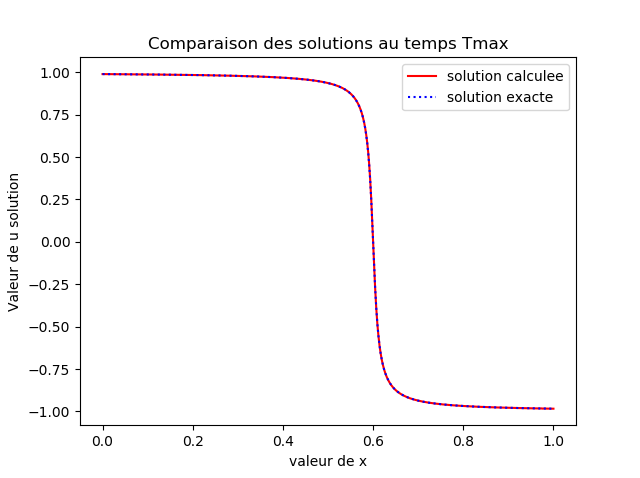 Comparaison des solutions au temps Tmax
solution calculee
solution exacte
Valeur de u solution
1.00
0.75
0.50
0.25
0.00
−0.25
−0.50
−0.75
−1.00
0.0 0.2 0.4 0.6 0.8 1.0
valeur de x